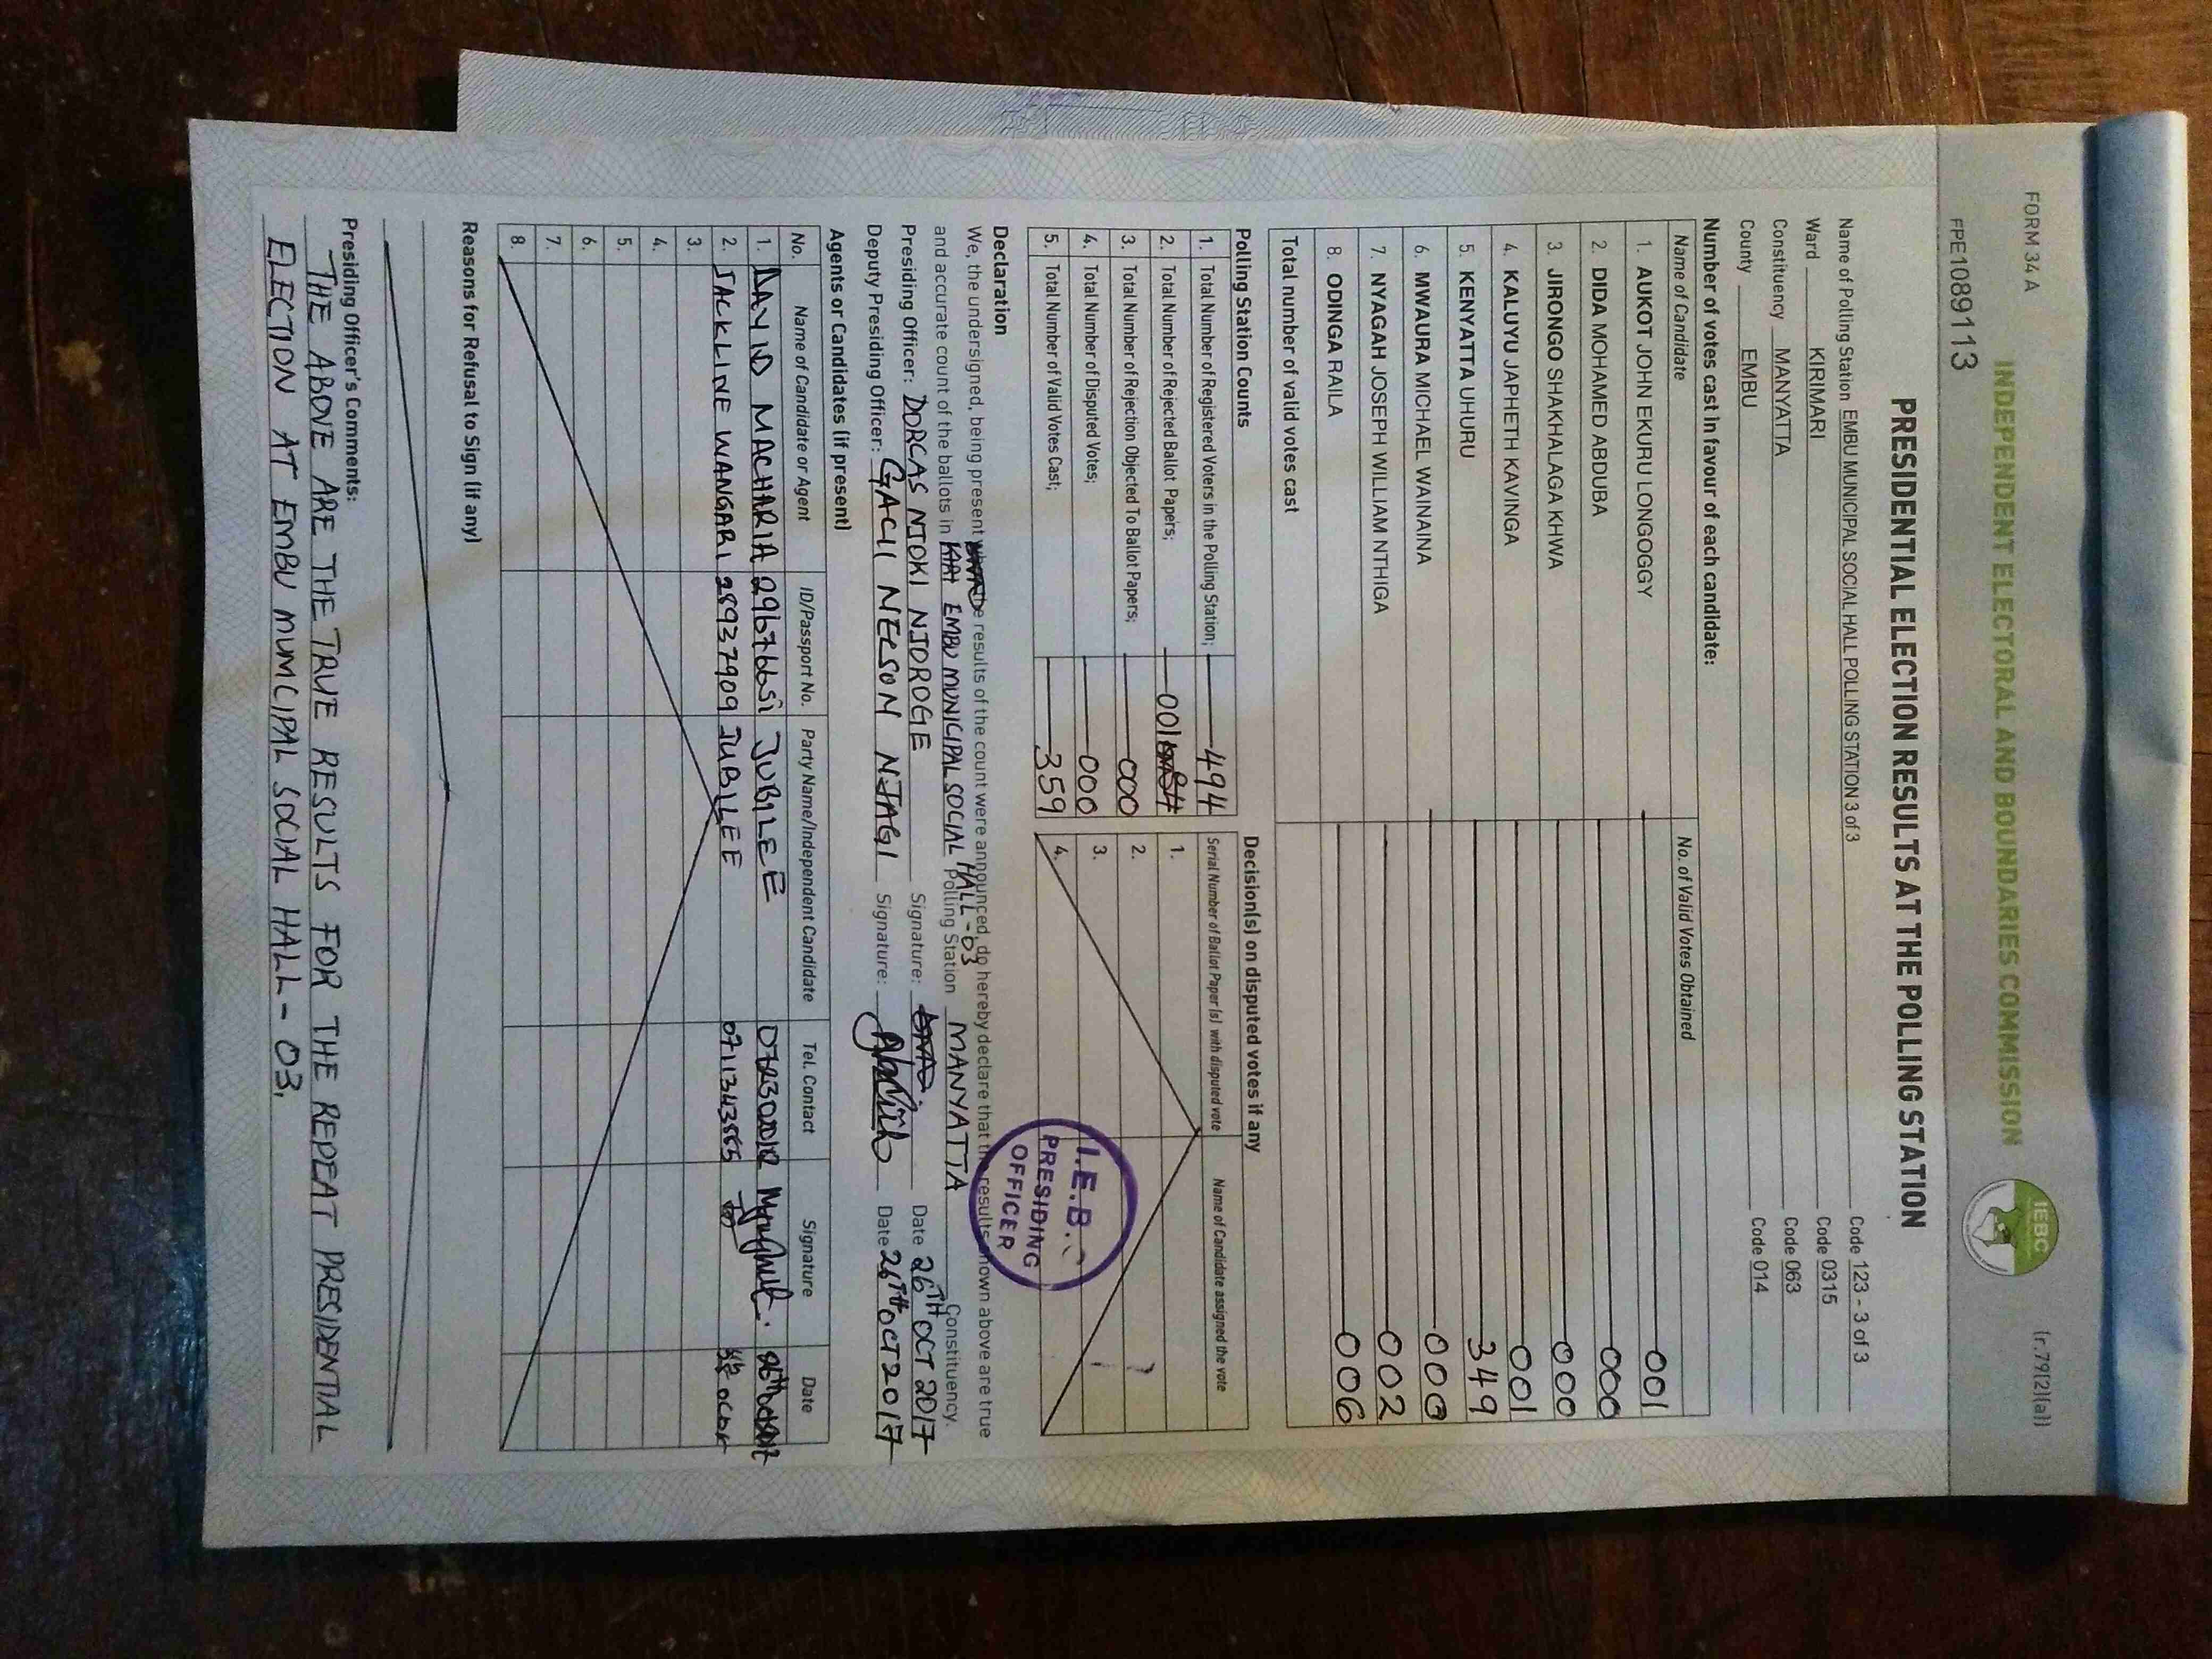 FORM 34 A
(r.79(2)(a))
INDEPENDENT ELECTORAL AND BOUNDARIES COMMISSION
IEBC
FPE1089113
PRESIDENTIAL ELECTION RESULTS AT THE POLLING STATION
Name of Polling Station EMBU MUNICIPAL SOCIAL HALL POLLING STATION 3 of 3 Code 123 - 3 of 3
Ward KIRIMARI Code 0315
Constituency MANYATTA Code 063
County EMBU Code 014
Number of votes cast in favour of each candidate:
Name of Candidate No. of Valid Votes Obtained
1. AUKOT JOHN EKURU LONGOGGY 001
2. DIDA MOHAMED ABDUBA 000
3. JIRONGO SHAKHALAGA KHWA 000
4. KALUYU JAPHETH KAVINGA 001
5. KENYATTA UHURU 349
6. MWAURA MICHAEL WAINAINA 000
7. NYAGAH JOSEPH WILLIAM NTHIGA 002
8. ODINGA RAILA 006
Total number of valid votes cast
Polling Station Counts Decision(s) on disputed votes if any
1. Total Number of Registered Voters in the Polling Station; 494 Serial Number of Ballot Paper (s) with disputed vote Name of Candidate assigned the vote
2. Total Number of Rejected Ballot Papers; 001 1.
3. Total Number of Rejection Objected To Ballot Papers; 000 2.
4. Total Number of Disputed Votes; 000 3.
5. Total Number of Valid Votes Cast; 359 4.
I.E.B.C
PRESIDING
OFFICER
Declaration
We, the undersigned, being present results of the count were announced, do hereby declare that the results shown above are true
and accurate count of the ballots in EMBU MUNICIPAL SOCIAL HALL - 03 Polling Station MANYATTA Constituency.
Presiding Officer: DORCAS NJOKI NJOROGE Signature: Date 26TH OCT 2017
Deputy Presiding Officer: GACII NELSON NJAGI Signature: Date 26TH OCT 2017
Agents or Candidates (if present)
No. Name of Candidate or Agent ID/Passport No. Party Name/Independent Candidate Tel. Contact Signature Date
1. DAVID MACHARIA JUBILEE
2. JACKLINE WANGARI 28937909 JUBILEE
3.
4.
5.
6.
7.
8.
Reasons for Refusal to Sign (if any)
Presiding Officer's Comments:
THE ABOVE ARE THE TRUE RESULTS FOR THE REPEAT PRESIDENTIAL
ELECTION AT EMBU MUMCIPAL SOCIAL HALL - 03.